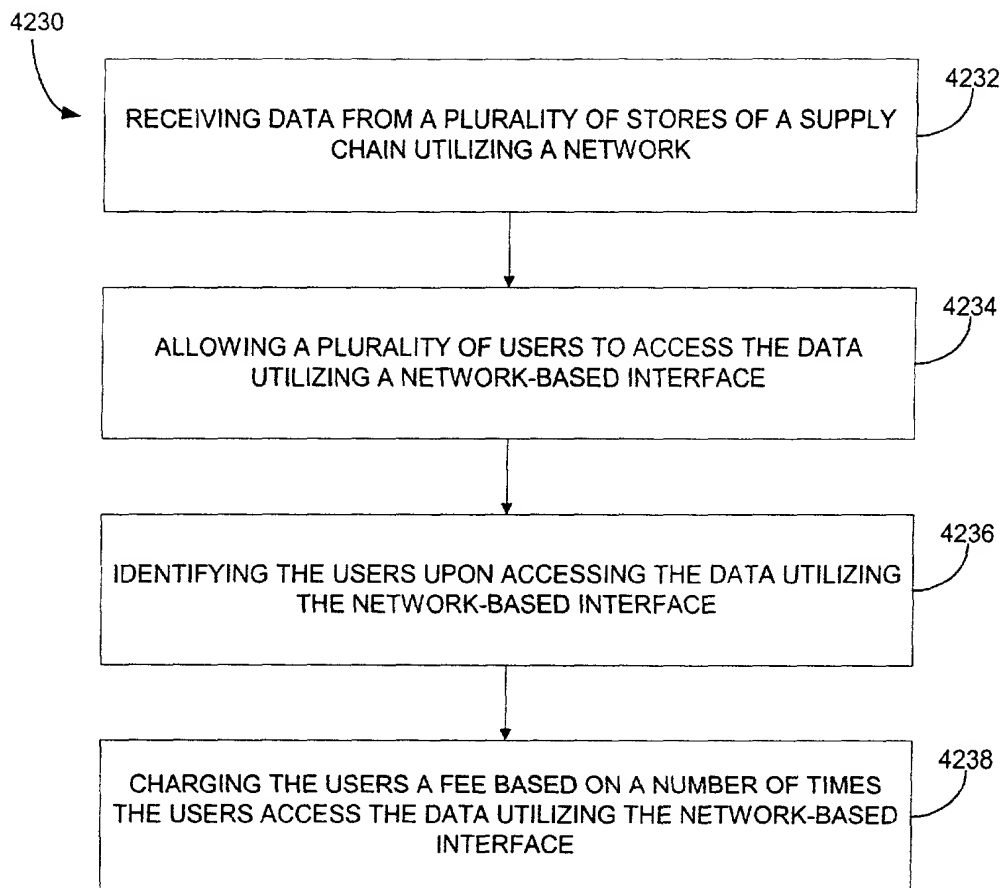 4230
4232
RECEIVING DATA FROM A PLURALITY OF STORES OF A SUPPLY
CHAIN UTILIZING A NETWORK
4234
ALLOWING A PLURALITY OF USERS TO ACCESS THE DATA
UTILIZING A NETWORK-BASED INTERFACE
4236
IDENTIFYING THE USERS UPON ACCESSING THE DATA UTILIZING
THE NETWORK-BASED INTERFACE
4238
CHARGING THE USERS A FEE BASED ON A NUMBER OF TIMES
THE USERS ACCESS THE DATA UTILIZING THE NETWORK-BASED
INTERFACE